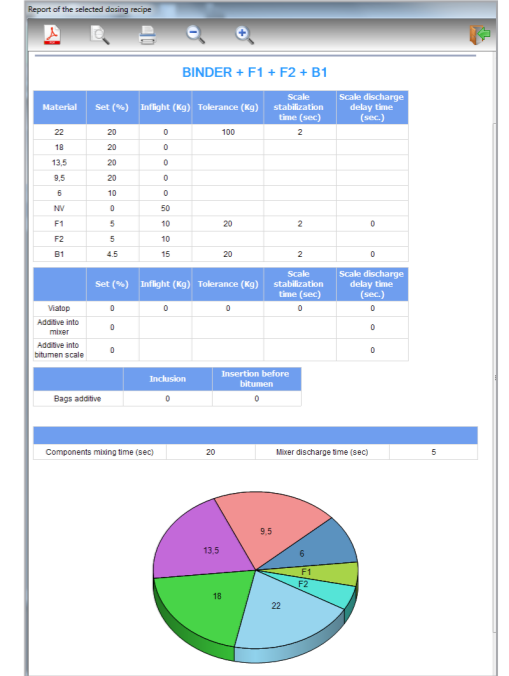 Report of the selected dosing recipe
BINDER + F1 + F2 + B1
Material Set (%) Inflight (Kg) Tolerance (Kg) Scale stabilization time (sec) Scale discharge delay time (sec.)
22 20 0 100 2
18 20 0
13,5 20 0
9,5 20 0
6 10 0
NV 0 50
F1 5 10 20 2 0
F2 5 10
B1 4.5 15 20 2 0
Set (%) Inflight (Kg) Tolerance (Kg) Scale stabilization time (sec) Scale discharge delay time (sec.)
Viatop 0 0 0 0 0
Additive into mixer 0 0
Additive into bitumen scale 0 0
Inclusion Insertion before bitumen
Bags additive 0 0
Components mixing time (sec) 20 Mixer discharge time (sec) 5
9,5
13,5
6
F1
F2
18
22